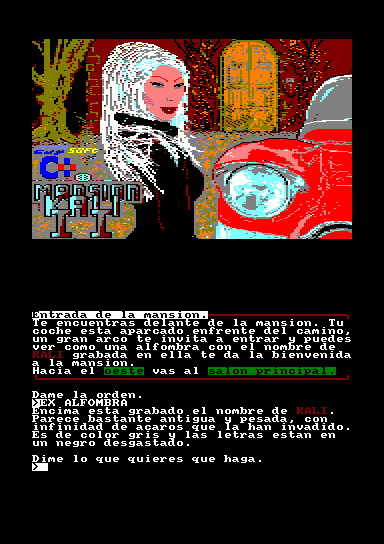 ESP SOFT
C+
MANSION
KALI
II
Entrada de la mansion.
Te encuentras delante de la mansion. Tu
coche esta aparcado enfrente del camino,
un gran arco te invita a entrar y puedes
ver como una alfombra con el nombre de
KALI grabada en ella te da la bienvenida
a la mansion.
Hacia el oeste vas al salon principal.
Dame la orden.
>EX ALFOMBRA
Encima esta grabado el nombre de KALI.
Parece bastante antigua y pesada, con
infinidad de acaros que la han invadido.
Es de color gris y las letras estan en
un negro desgastado.
Dime lo que quieres que haga.
>